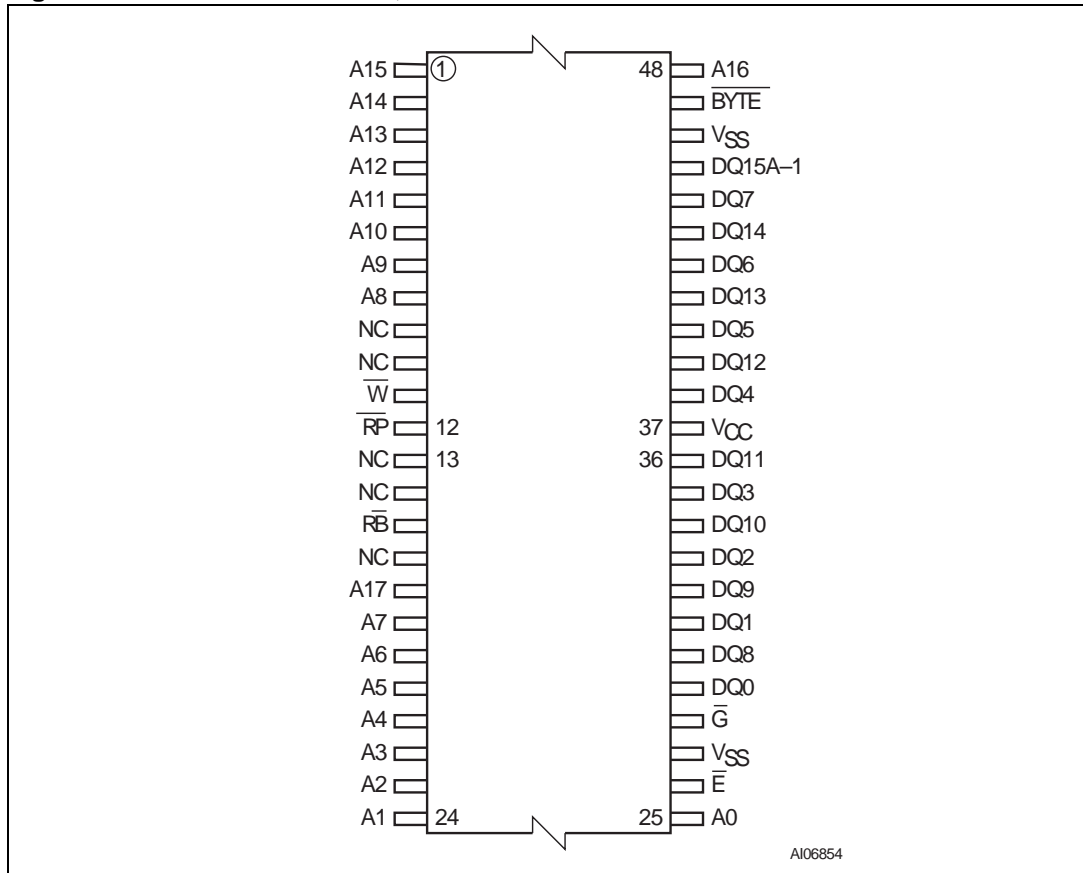 A15 1 48 A16
A14 B̅Y̅T̅E̅
A13 VSS
A12 DQ15A–1
A11 DQ7
A10 DQ14
A9 DQ6
A8 DQ13
NC DQ5
NC DQ12
W̅ DQ4
R̅P̅ 12 37 VCC
NC 13 36 DQ11
NC DQ3
RB̅ DQ10
NC DQ2
A17 DQ9
A7 DQ1
A6 DQ8
A5 DQ0
A4 G̅
A3 VSS
A2 E̅
A1 24 25 A0
AI06854